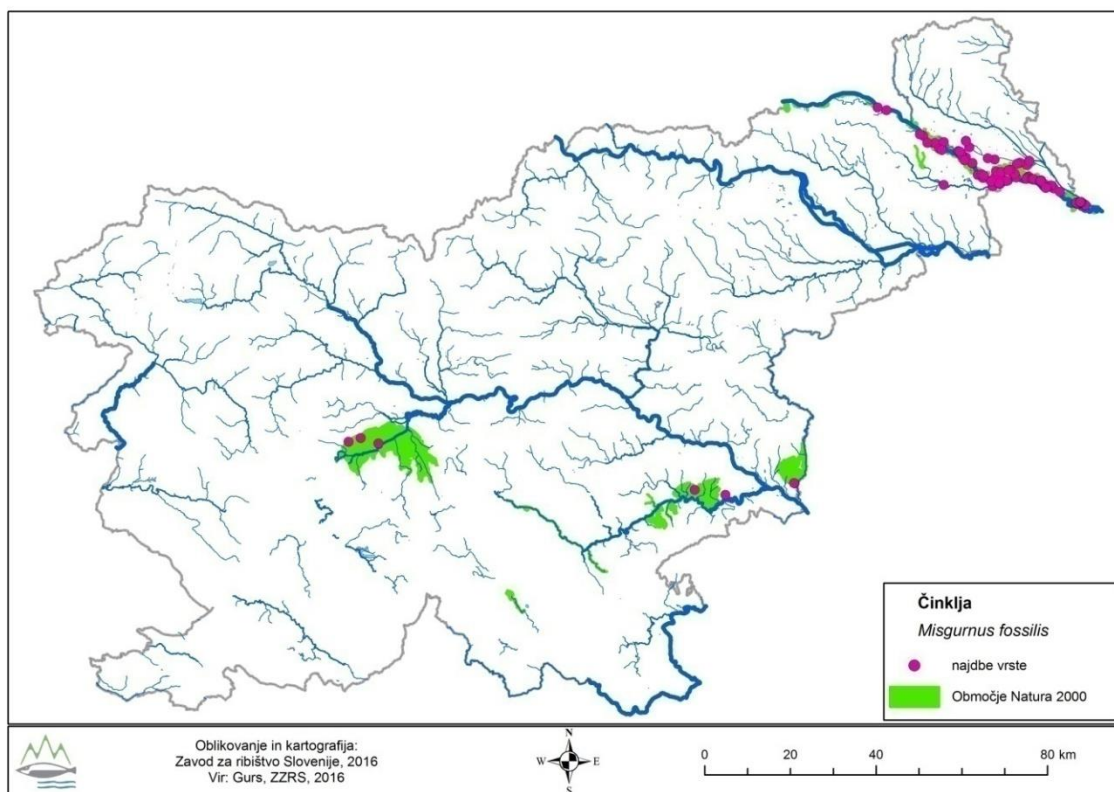 Činklja
Misgurnus fossilis
najdbe vrste
Območje Natura 2000
Oblikovanje in kartografija:
Zavod za ribištvo Slovenije, 2016
Vir: Gurs, ZZRS, 2016
N
W E
S
0 20 40 80 km